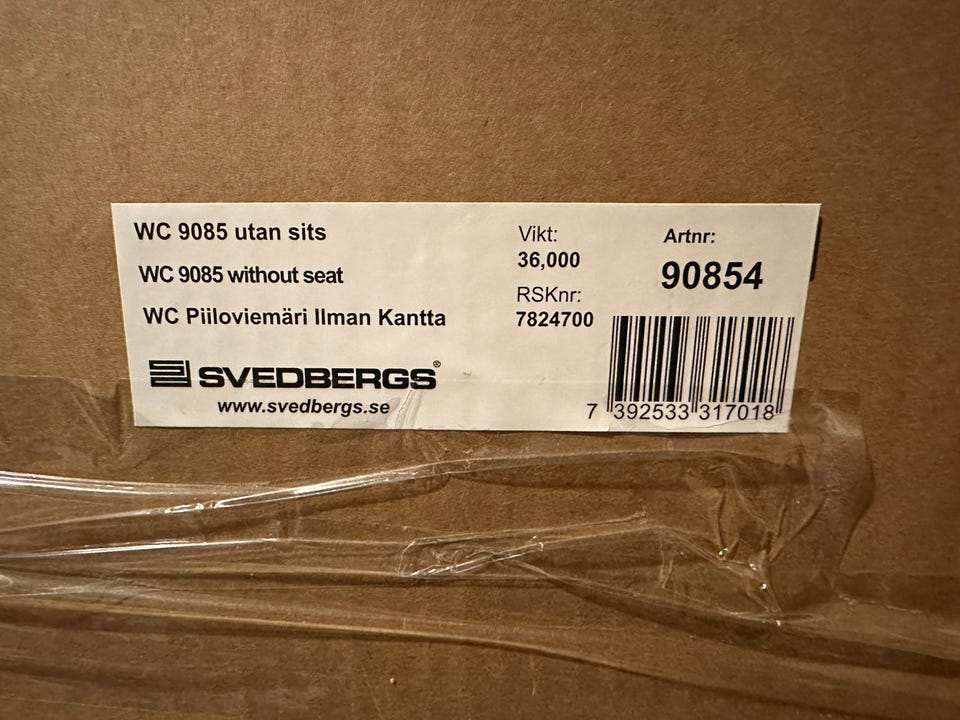 WC 9085 utan sits
WC 9085 without seat
WC Piiloviemäri Ilman Kantta
SVEDBERGS®
www.svedbergs.se
Vikt:
36,000
RSKnr:
7824700
Artnr:
90854
7 392533 317018